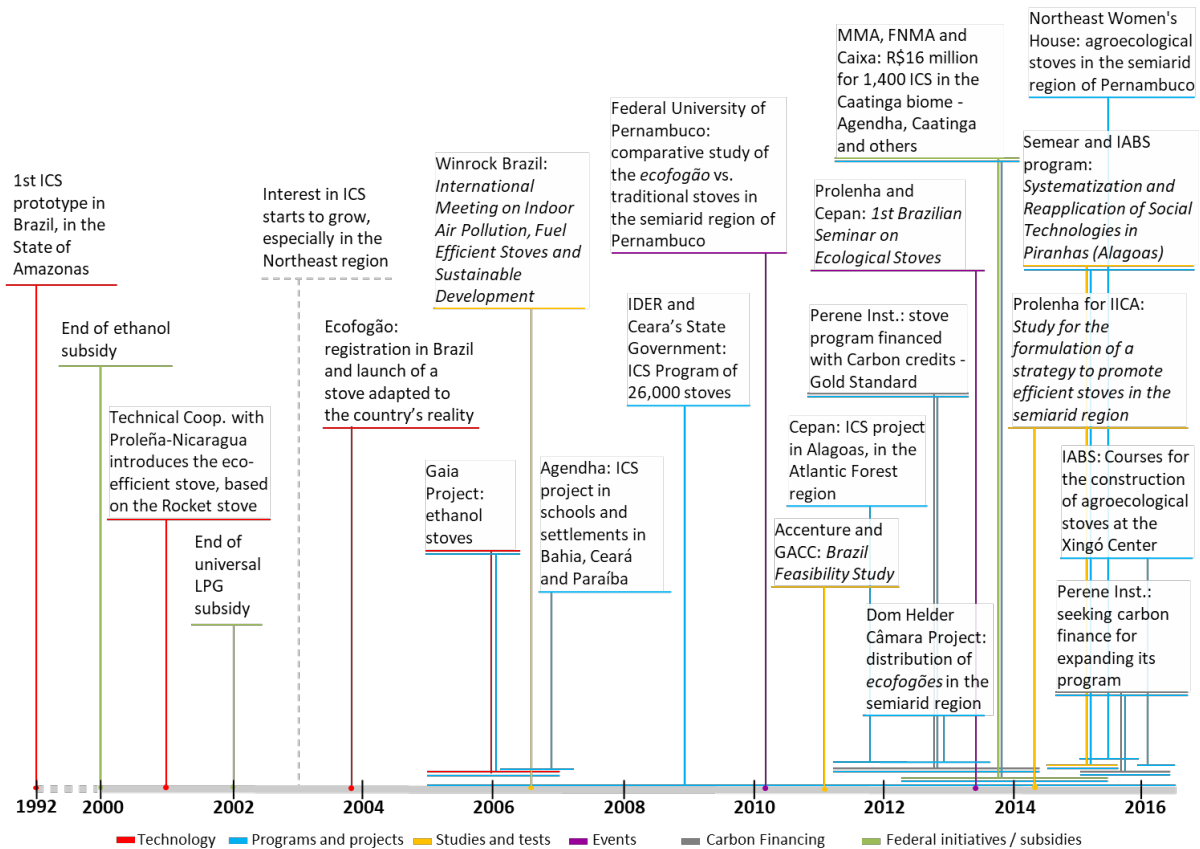 1st ICS
prototype in
Brazil, in the
State of
Amazonas
End of ethanol
subsidy
Technical Coop. with
Proleña-Nicaragua
introduces the eco-
efficient stove, based
on the Rocket stove
End of
universal
LPG
subsidy
Interest in ICS
starts to grow,
especially in the
Northeast region
Ecofogão:
registration in Brazil
and launch of a
stove adapted to
the country's reality
Winrock Brazil:
International
Meeting on Indoor
Air Pollution, Fuel
Efficient Stoves and
Sustainable
Development
Gaia
Project:
ethanol
stoves
Agendha: ICS
project in
schools and
settlements in
Bahia, Ceará
and Paraíba
Federal University of
Pernambuco:
comparative study of
the ecofogão vs.
traditional stoves in
the semiarid region of
Pernambuco
IDER and
Ceara's State
Government:
ICS Program of
26,000 stoves
MMA, FNMA and
Caixa: R$16 million
for 1,400 ICS in the
Caatinga biome -
Agendha, Caatinga
and others
Prolenha and
Cepan: 1st Brazilian
Seminar on
Ecological Stoves
Perene Inst.: stove
program financed
with Carbon credits -
Gold Standard
Cepan: ICS project
in Alagoas, in the
Atlantic Forest
region
Accenture and
GACC: Brazil
Feasibility Study
Dom Helder
Câmara Project:
distribution of
ecofogões in the
semiarid region
Northeast Women's
House: agroecological
stoves in the semiarid
region of Pernambuco
Semear and IABS
program:
Systematization and
Reapplication of Social
Technologies in
Piranhas (Alagoas)
Prolenha for IICA:
Study for the
formulation of a
strategy to promote
efficient stoves in the
semiarid region
IABS: Courses for
the construction
of agroecological
stoves at the
Xingó Center
Perene Inst.:
seeking carbon
finance for
expanding its
program
1992 2000 2002 2004 2006 2008 2010 2012 2014 2016
Technology Programs and projects Studies and tests Events Carbon Financing Federal initiatives / subsidies